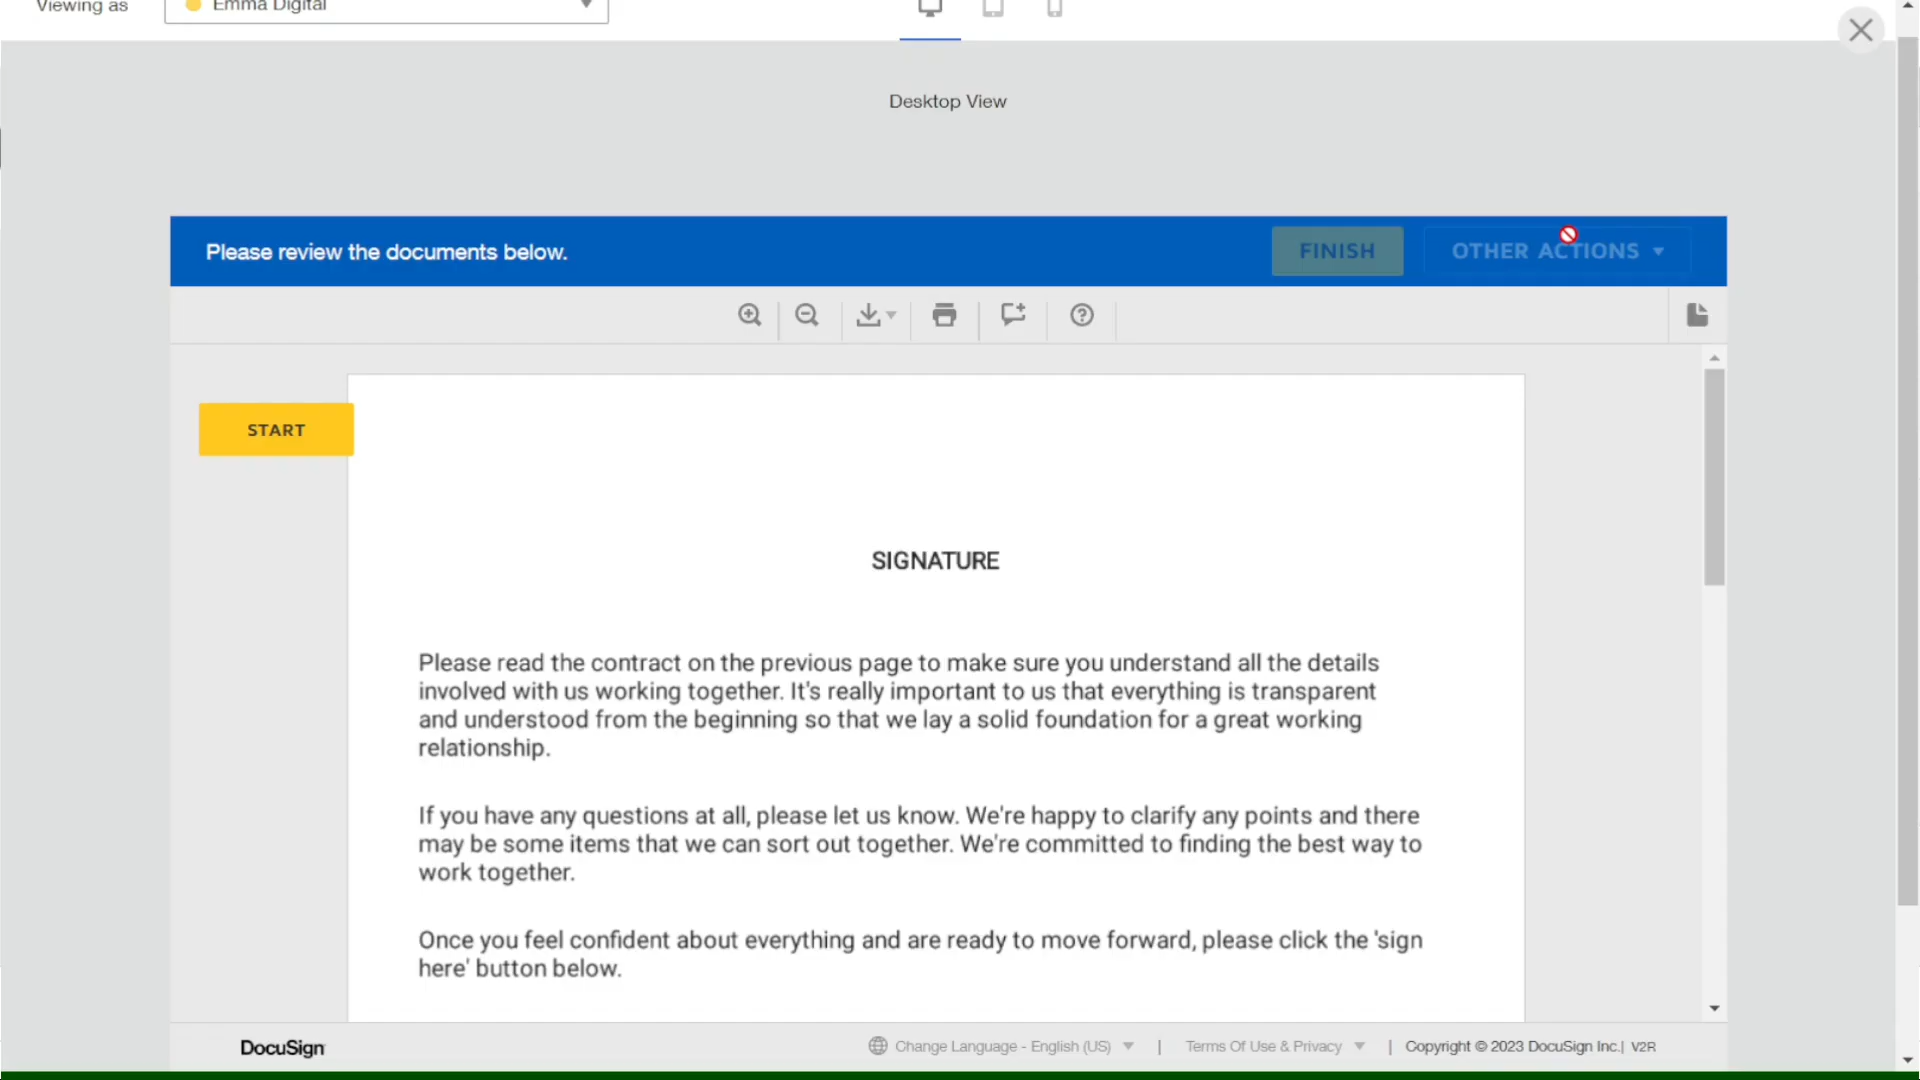 Viewing as
Emma Digital
Desktop View
Please review the documents below.
FINISH
OTHER ACTIONS
START
SIGNATURE
Please read the contract on the previous page to make sure you understand all the details
involved with us working together. It's really important to us that everything is transparent
and understood from the beginning so that we lay a solid foundation for a great working
relationship.
If you have any questions at all, please let us know. We're happy to clarify any points and there
may be some items that we can sort out together. We're committed to finding the best way to
work together.
Once you feel confident about everything and are ready to move forward, please click the 'sign
here' button below.
DocuSign
Change Language - English (US) | Terms Of Use & Privacy | Copyright © 2023 DocuSign Inc.| V2R